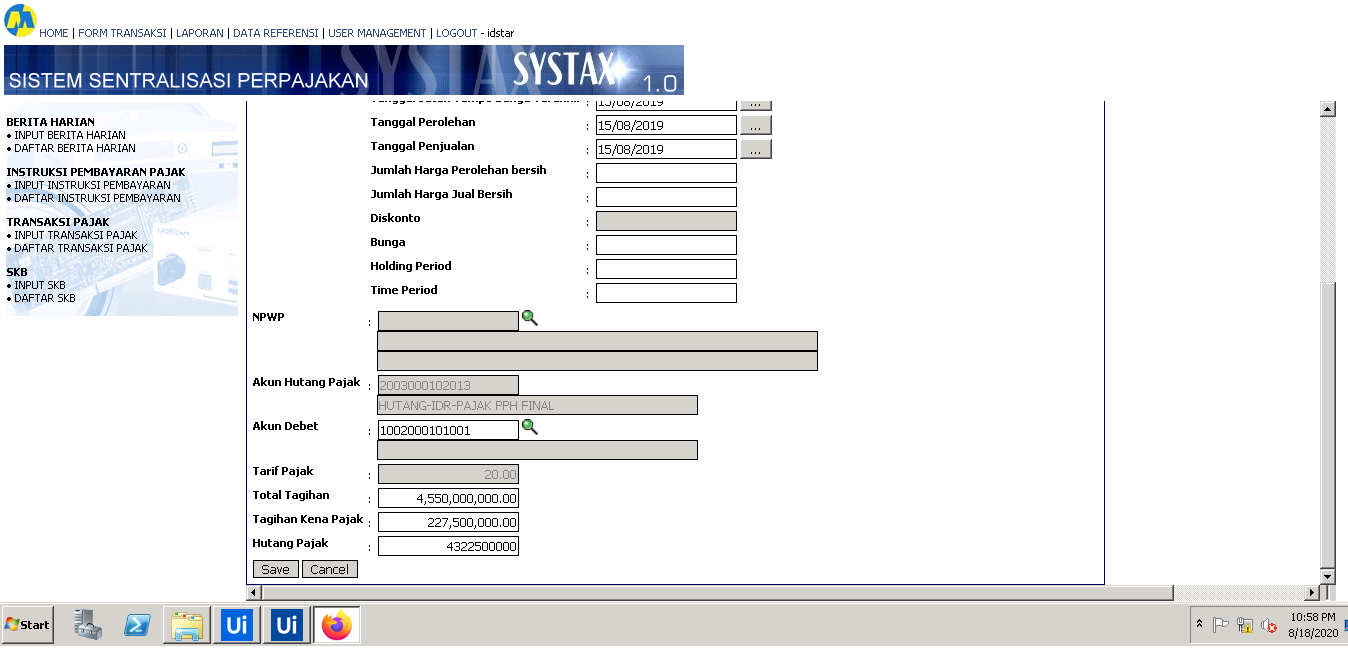 HOME | FORM TRANSAKSI | LAPORAN | DATA REFERENSI | USER MANAGEMENT | LOGOUT - idstar
SISTEM SENTRALISASI PERPAJAKAN
SYSTAX 1.0
BERITA HARIAN
• INPUT BERITA HARIAN
• DAFTAR BERITA HARIAN
INSTRUKSI PEMBAYARAN PAJAK
• INPUT INSTRUKSI PEMBAYARAN
• DAFTAR INSTRUKSI PEMBAYARAN
TRANSAKSI PAJAK
• INPUT TRANSAKSI PAJAK
• DAFTAR TRANSAKSI PAJAK
SKB
• INPUT SKB
• DAFTAR SKB
: 15/08/2019 ...
Tanggal Perolehan : 15/08/2019 ...
Tanggal Penjualan : 15/08/2019 ...
Jumlah Harga Perolehan bersih :
Jumlah Harga Jual Bersih :
Diskonto :
Bunga :
Holding Period :
Time Period :
NPWP :
Akun Hutang Pajak : 2003000102013
HUTANG-IDR-PAJAK PPH FINAL
Akun Debet : 1002000101001
Tarif Pajak : 20.00
Total Tagihan : 4,550,000,000.00
Tagihan Kena Pajak : 227,500,000.00
Hutang Pajak : 4322500000
Save Cancel
Start
Ui
Ui
10:58 PM
8/18/2020